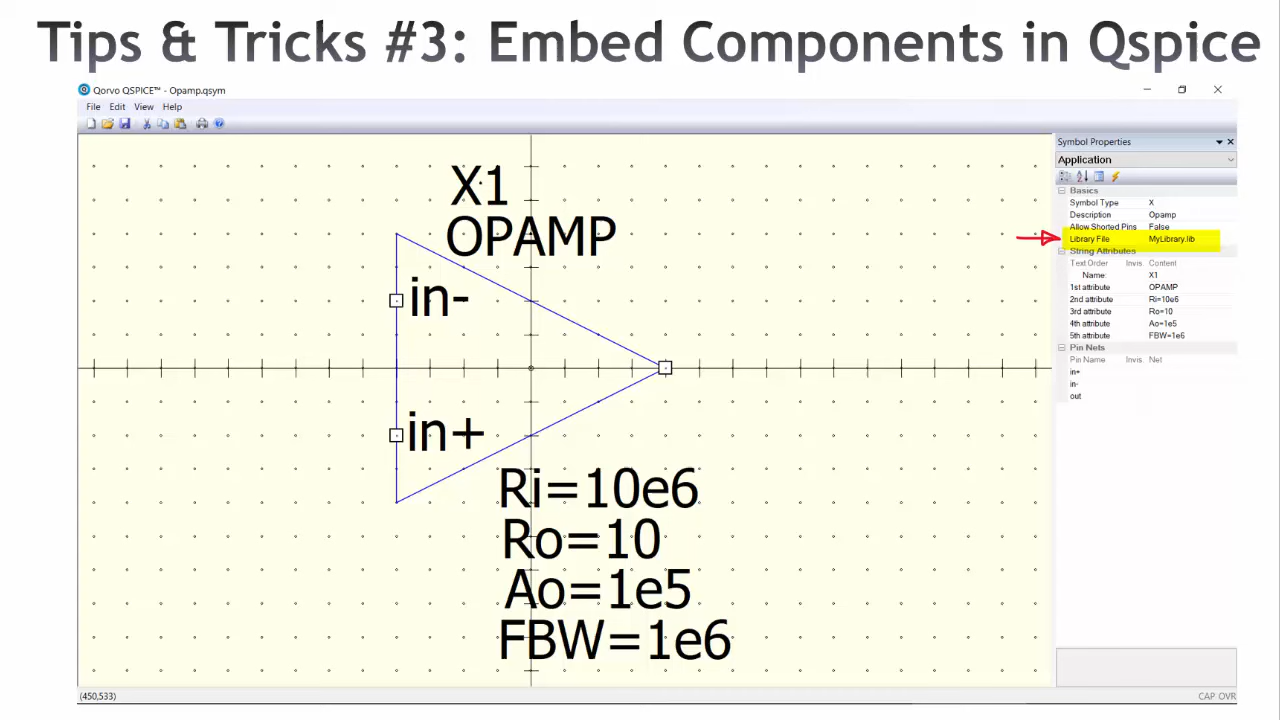 Tips & Tricks #3: Embed Components in Qspice
Qorvo QSPICE™ - Opamp.qsym
File Edit View Help
X1
OPAMP
in-
in+
Ri=10e6
Ro=10
Ao=1e5
FBW=1e6
Symbol Properties
Application
Basics
Symbol Type X
Description Opamp
Allow Shorted Pins False
Library File MyLibrary.lib
String Attributes
Text Order Invis. Content
Name: X1
1st attribute OPAMP
2nd attribute Ri=10e6
3rd attribute Ro=10
4th attribute Ao=1e5
5th attribute FBW=1e6
Pin Nets
Pin Name Invis. Net
in+
in-
out
(450,533)
CAP OVR